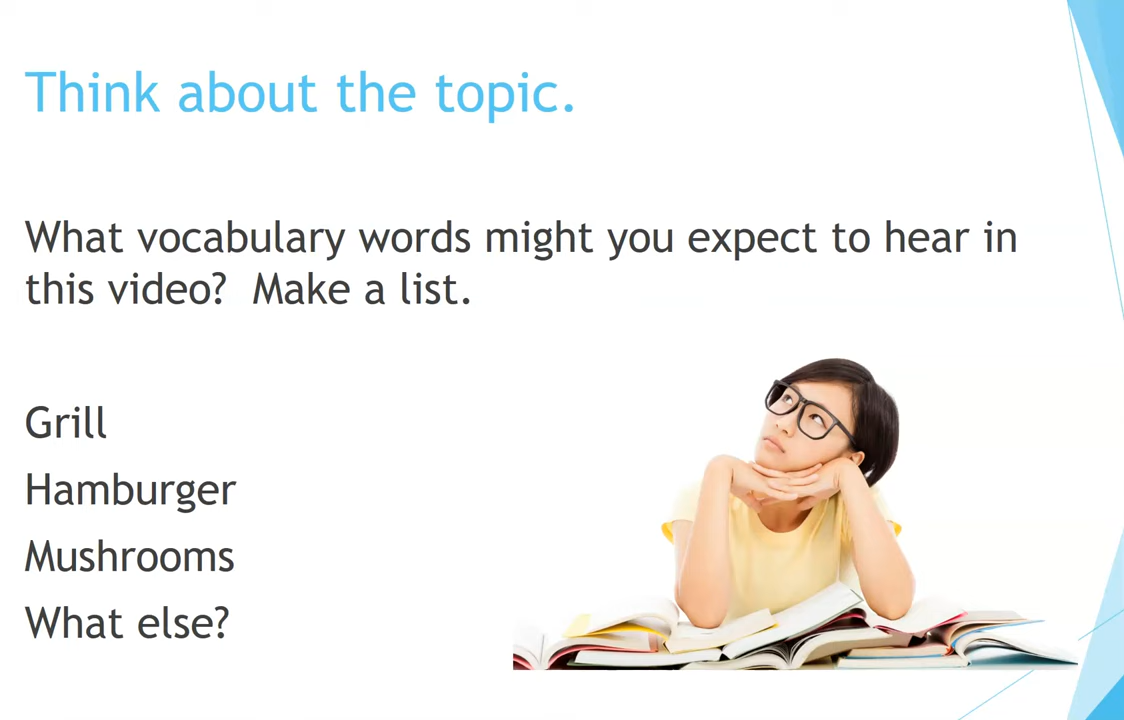 Think about the topic.
What vocabulary words might you expect to hear in
this video?  Make a list.
Grill
Hamburger
Mushrooms
What else?